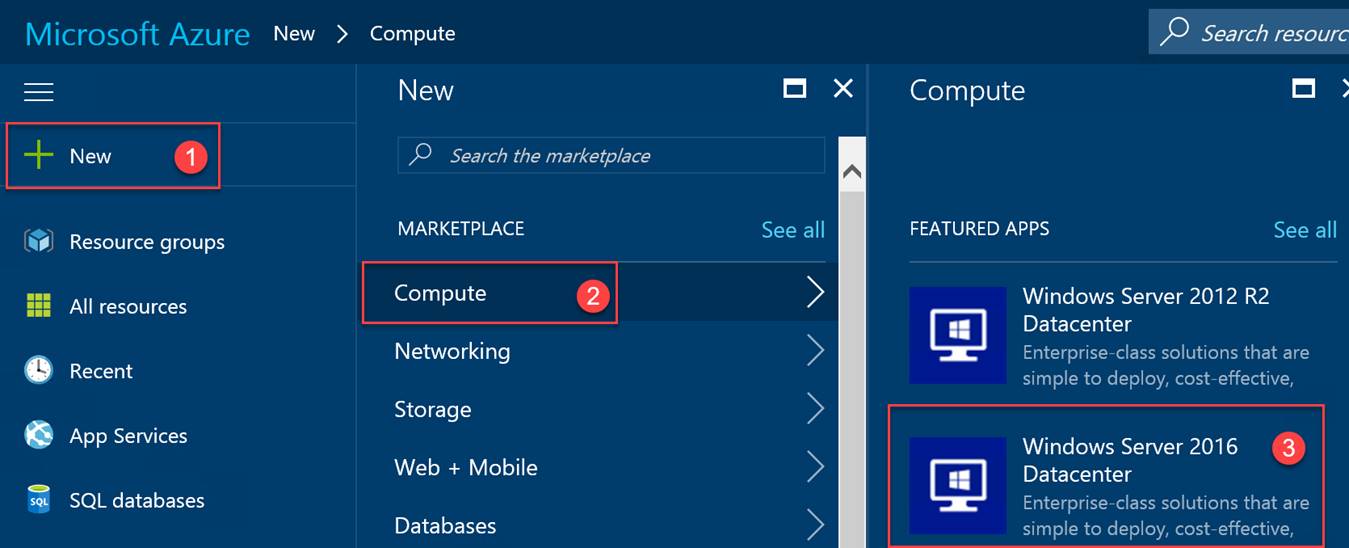 Microsoft Azure New > Compute
Search resourc
New
1
Resource groups
All resources
Recent
App Services
SQL
SQL databases
New
Search the marketplace
MARKETPLACE See all
Compute
2
Networking
Storage
Web + Mobile
Databases
Compute
FEATURED APPS See all
Windows Server 2012 R2
Datacenter
Enterprise-class solutions that are
simple to deploy, cost-effective,
Windows Server 2016
3
Datacenter
Enterprise-class solutions that are
simple to deploy, cost-effective,